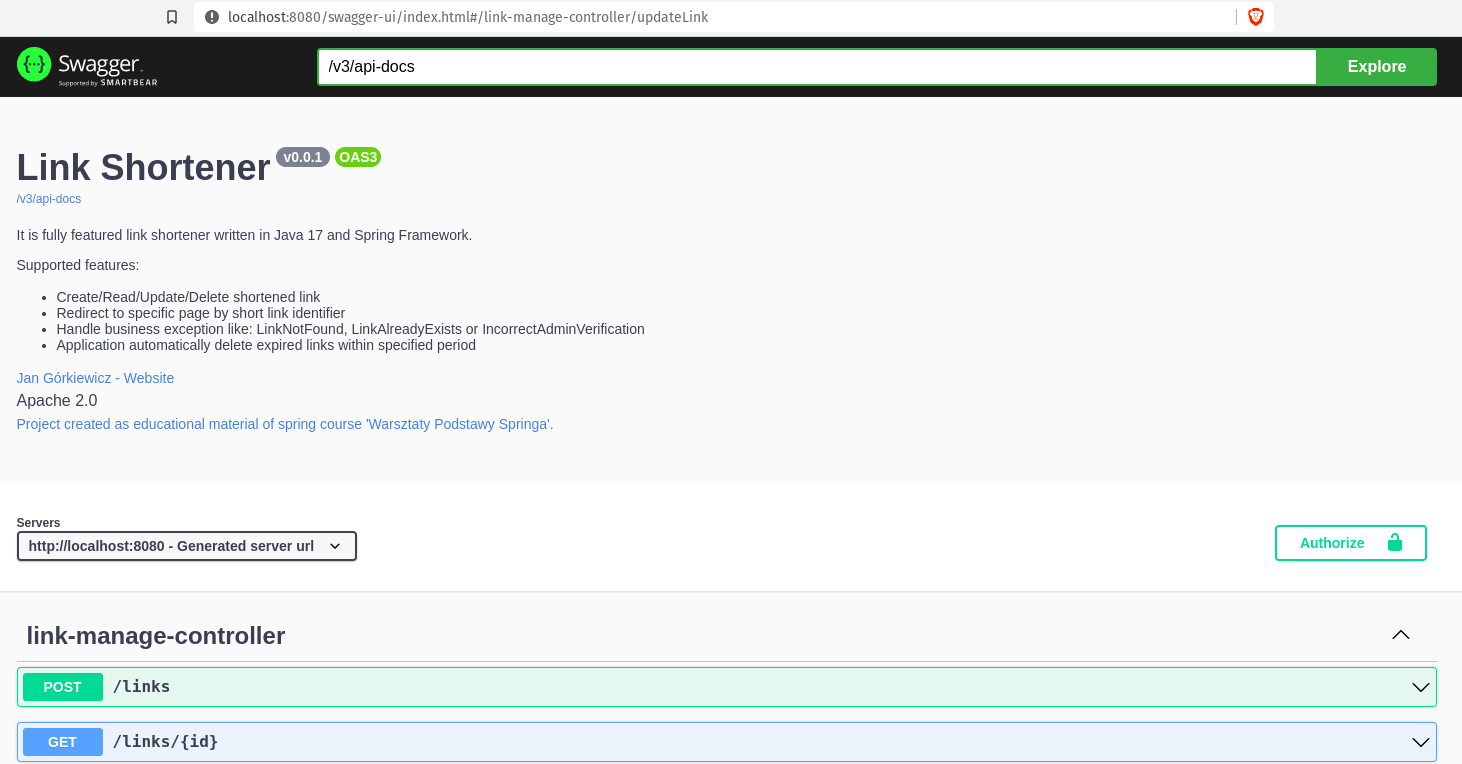 localhost:8080/swagger-ui/index.html#/link-manage-controller/updateLink
Swagger.
Supported by SMARTBEAR
/v3/api-docs
Explore
Link Shortener v0.0.1 OAS3
/v3/api-docs
It is fully featured link shortener written in Java 17 and Spring Framework.
Supported features:
Create/Read/Update/Delete shortened link
Redirect to specific page by short link identifier
Handle business exception like: LinkNotFound, LinkAlreadyExists or IncorrectAdminVerification
Application automatically delete expired links within specified period
Jan Górkiewicz - Website
Apache 2.0
Project created as educational material of spring course 'Warsztaty Podstawy Springa'.
Servers
http://localhost:8080 - Generated server url
Authorize
link-manage-controller
POST /links
GET /links/{id}